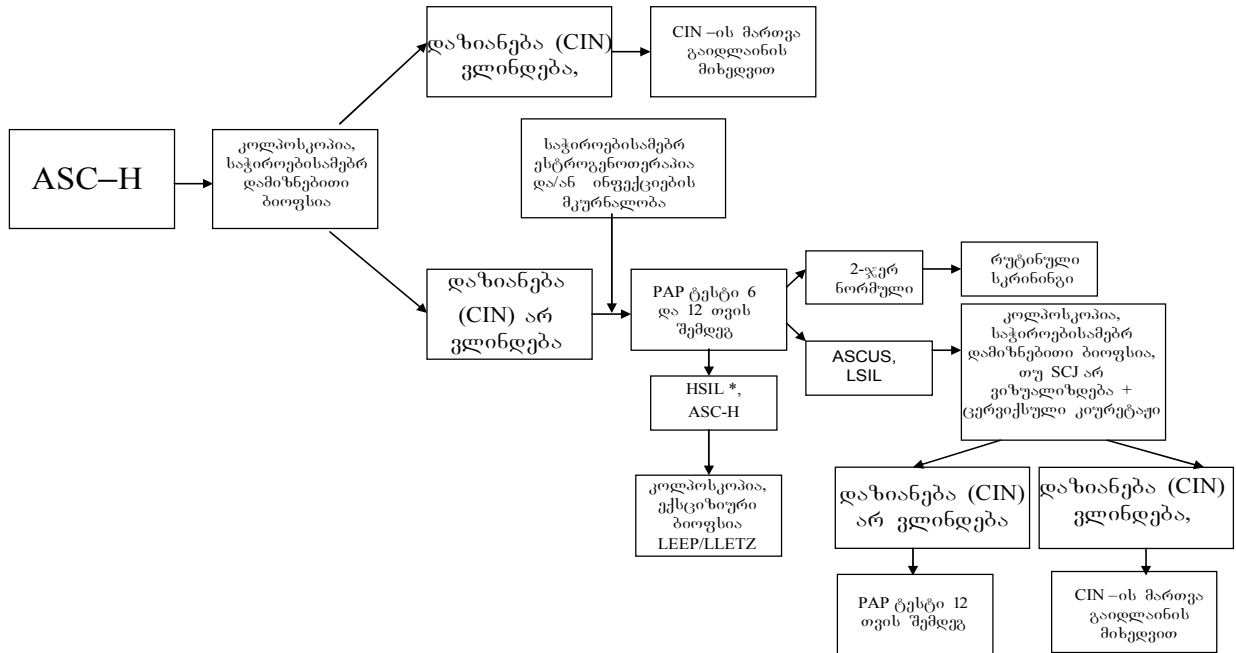 დაზიანება (CIN)
ვლინდება,
CIN –ის მართვა
გაიდლაინის
მიხედვით
ASC–H
კოლპოსკოპია,
საჭიროებისამებრ
დამიზნებითი
ბიოფსია
საჭიროებისამებრ
ესტროგენოთერაპია
და/ან ინფექციების
მკურნალობა
დაზიანება
(CIN) არ
ვლინდება
PAP ტესტი 6
და 12 თვის
შემდეგ
2-ჯერ
ნორმული
რუტინული
სკრინინგი
ASCUS,
LSIL
კოლპოსკოპია,
საჭიროებისამებრ
დამიზნებითი ბიოფსია,
თუ SCJ არ
ვიზუალიზდება +
ცერვიქსული კიურეტაჟი
HSIL *,
ASC-H
კოლპოსკოპია,
ექსციზიური
ბიოფსია
LEEP/LLETZ
დაზიანება (CIN)
არ ვლინდება
დაზიანება (CIN)
ვლინდება,
PAP ტესტი 12
თვის შემდეგ
CIN –ის მართვა
გაიდლაინის
მიხედვით